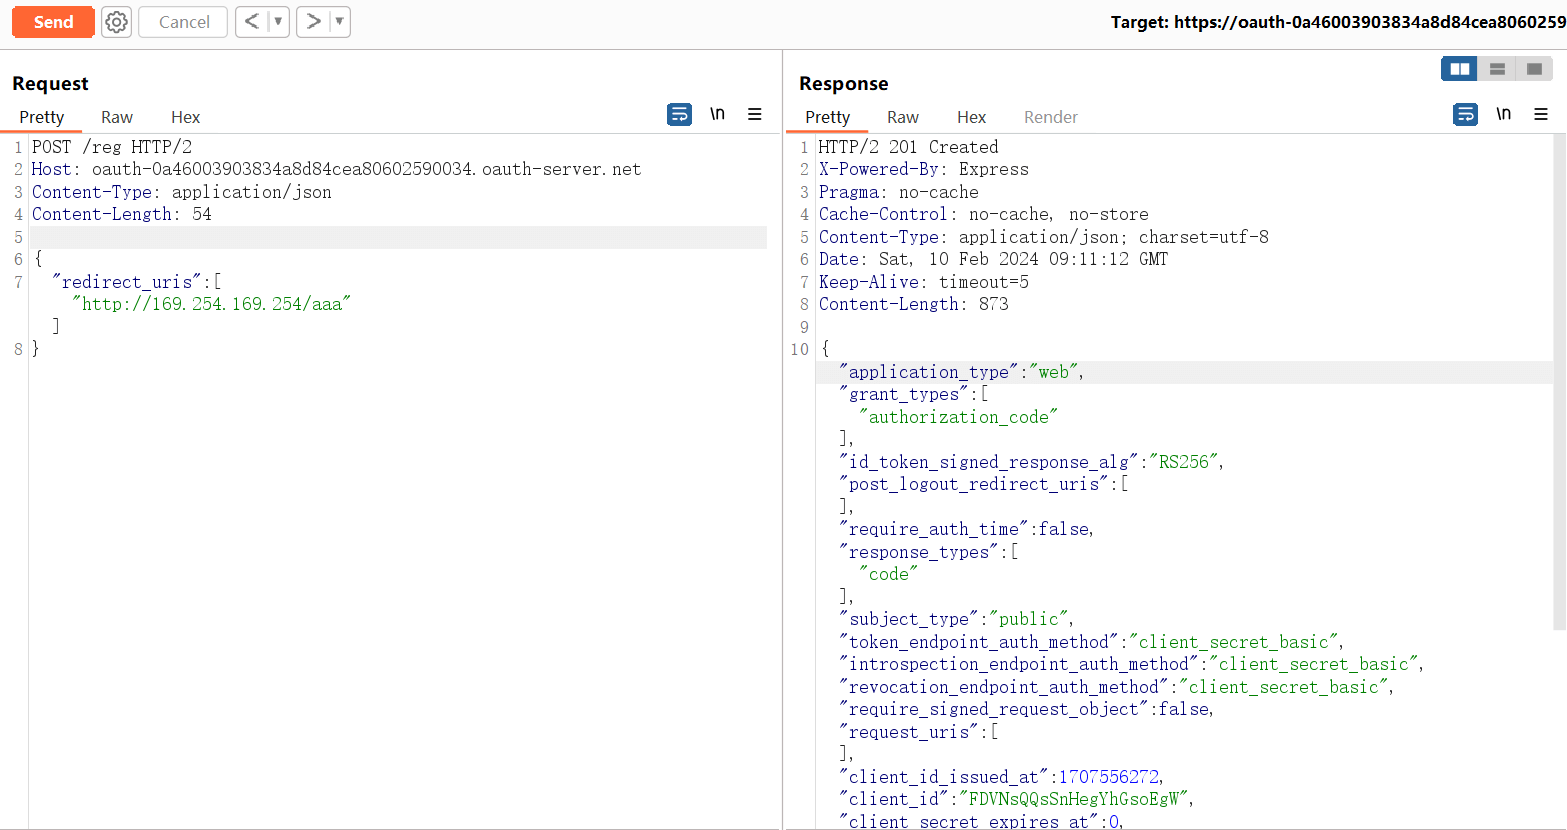 Send
Cancel
<
>
Target: https://oauth-0a46003903834a8d84cea8060259
Request
Pretty Raw Hex
\n
1 POST /reg HTTP/2
2 Host: oauth-0a46003903834a8d84cea80602590034.oauth-server.net
3 Content-Type: application/json
4 Content-Length: 54
5
6 {
7 "redirect_uris":[
"http://169.254.169.254/aaa"
]
8 }
Response
Pretty Raw Hex Render
\n
1 HTTP/2 201 Created
2 X-Powered-By: Express
3 Pragma: no-cache
4 Cache-Control: no-cache, no-store
5 Content-Type: application/json; charset=utf-8
6 Date: Sat, 10 Feb 2024 09:11:12 GMT
7 Keep-Alive: timeout=5
8 Content-Length: 873
9
10 {
"application_type":"web",
"grant_types":[
"authorization_code"
],
"id_token_signed_response_alg":"RS256",
"post_logout_redirect_uris":[
],
"require_auth_time":false,
"response_types":[
"code"
],
"subject_type":"public",
"token_endpoint_auth_method":"client_secret_basic",
"introspection_endpoint_auth_method":"client_secret_basic",
"revocation_endpoint_auth_method":"client_secret_basic",
"require_signed_request_object":false,
"request_uris":[
],
"client_id_issued_at":1707556272,
"client_id":"FDVNsQQsSnHegYhGsoEgW",
"client_secret_expires_at":0,